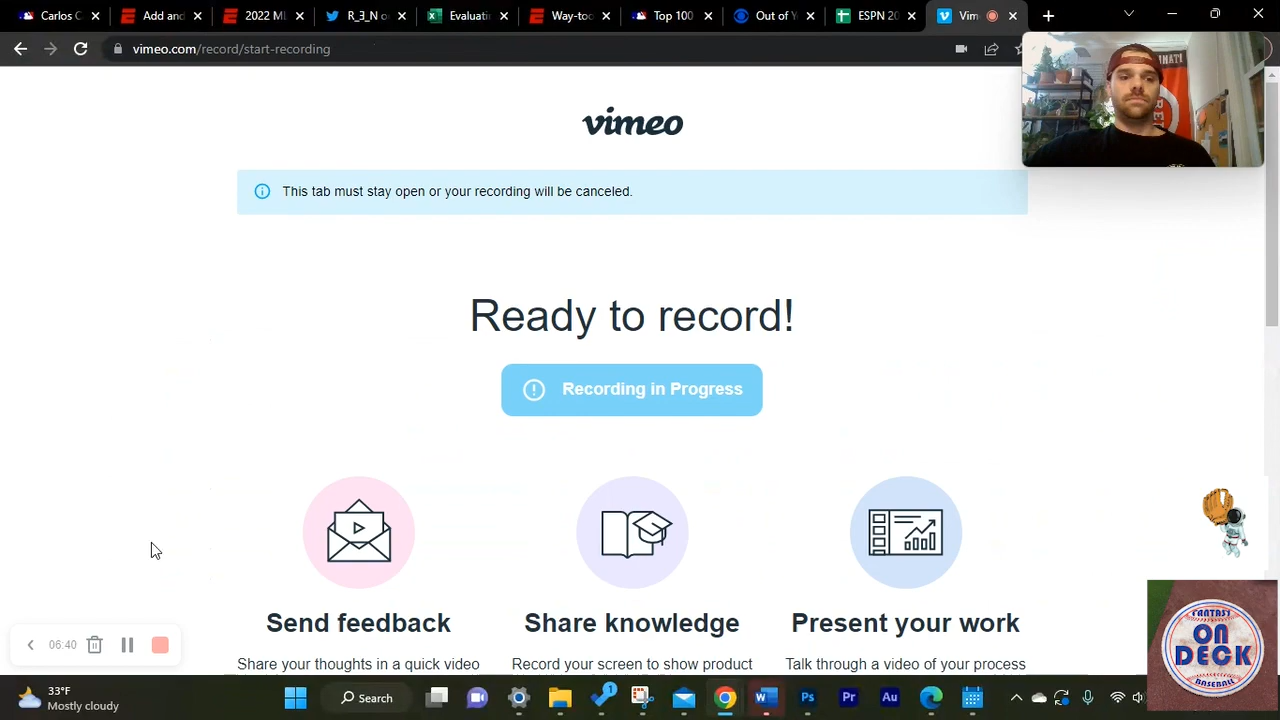 Carlos C
Add and
2022 ML
R_3_N o
Evaluatin
Way-too
Top 100
Out of Y
ESPN 20
Vim
vimeo.com/record/start-recording
vimeo
This tab must stay open or your recording will be canceled.
Ready to record!
Recording in Progress
Send feedback
Share knowledge
Present your work
Share your thoughts in a quick video
Record your screen to show product
Talk through a video of your process
06:40
FANTASY
ON
DECK
BASEBALL
33°F
Mostly cloudy
Search